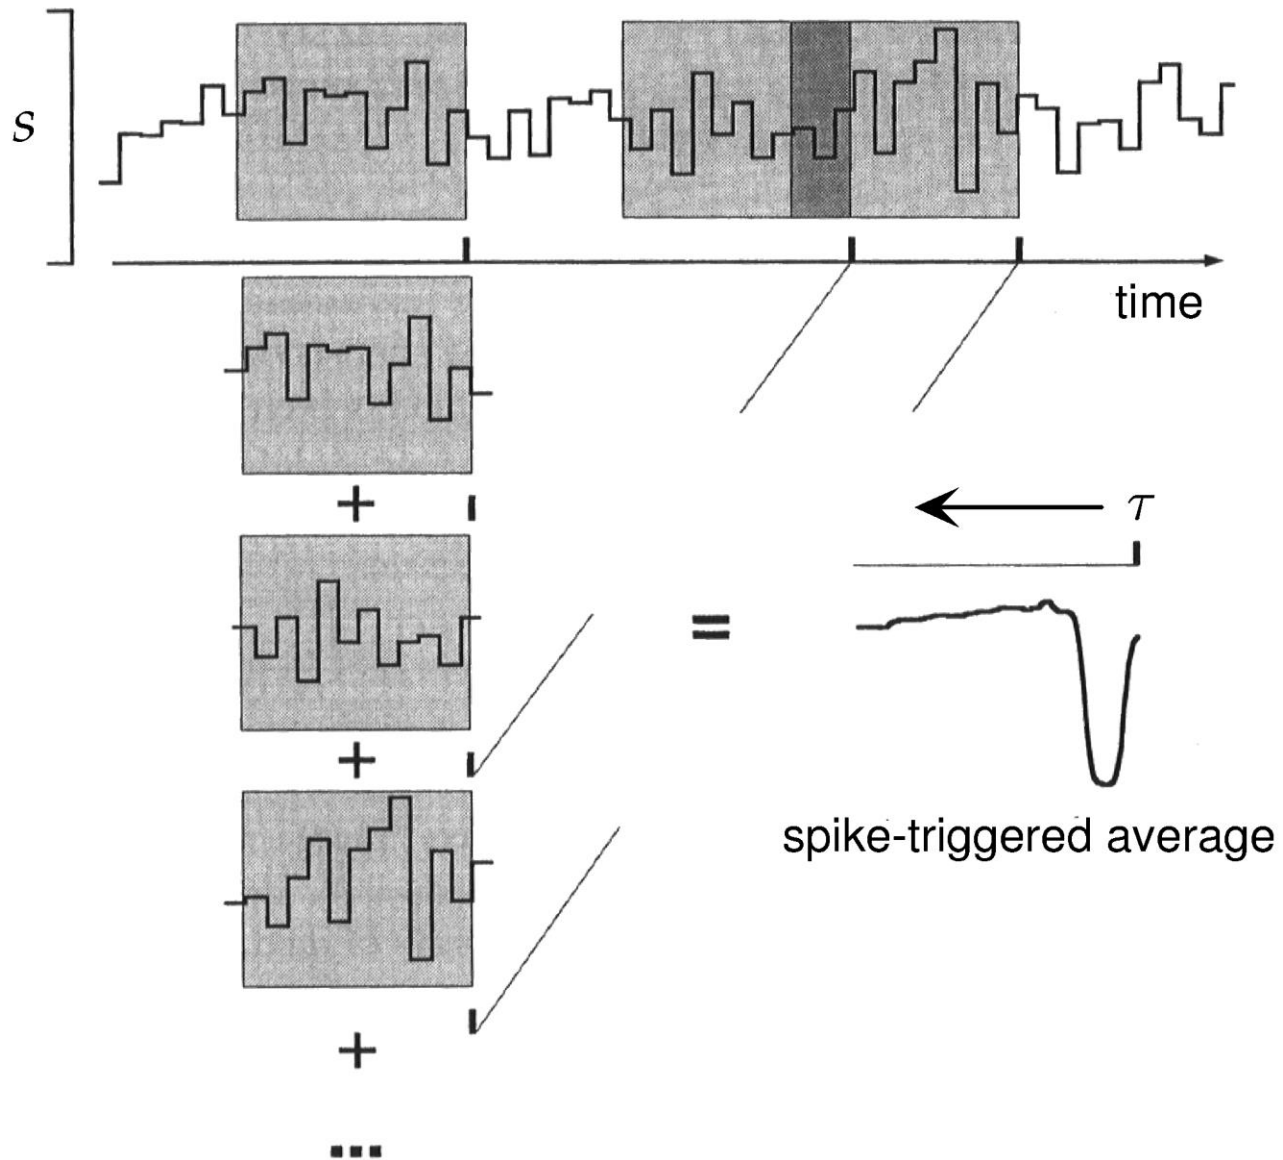 s
time
+
τ
=
+
spike-triggered average
+
...